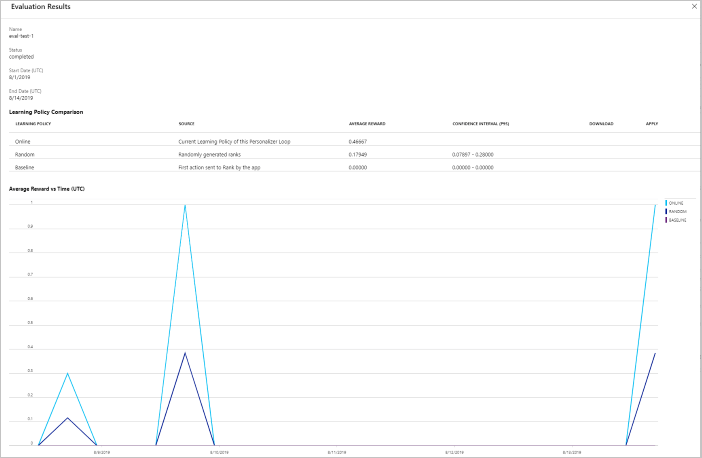 Evaluation Results
Name
eval-test-1
Status
completed
Start Date (UTC)
8/1/2019
End Date (UTC)
8/14/2019
Learning Policy Comparison
LEARNING POLICY SOURCE AVERAGE REWARD CONFIDENCE INTERVAL (P95) DOWNLOAD APPLY
Online Current Learning Policy of this Personalizer Loop 0.46667
Random Randomly generated ranks 0.17949 0.07897 - 0.28000
Baseline First action sent to Rank by the app 0.00000 0.00000 - 0.00000
Average Reward vs Time (UTC)
1
0.9
0.8
0.7
0.6
0.5
0.4
0.3
0.2
0.1
0
ONLINE
RANDOM
BASELINE
8/9/2019 8/10/2019 8/11/2019 8/12/2019 8/13/2019